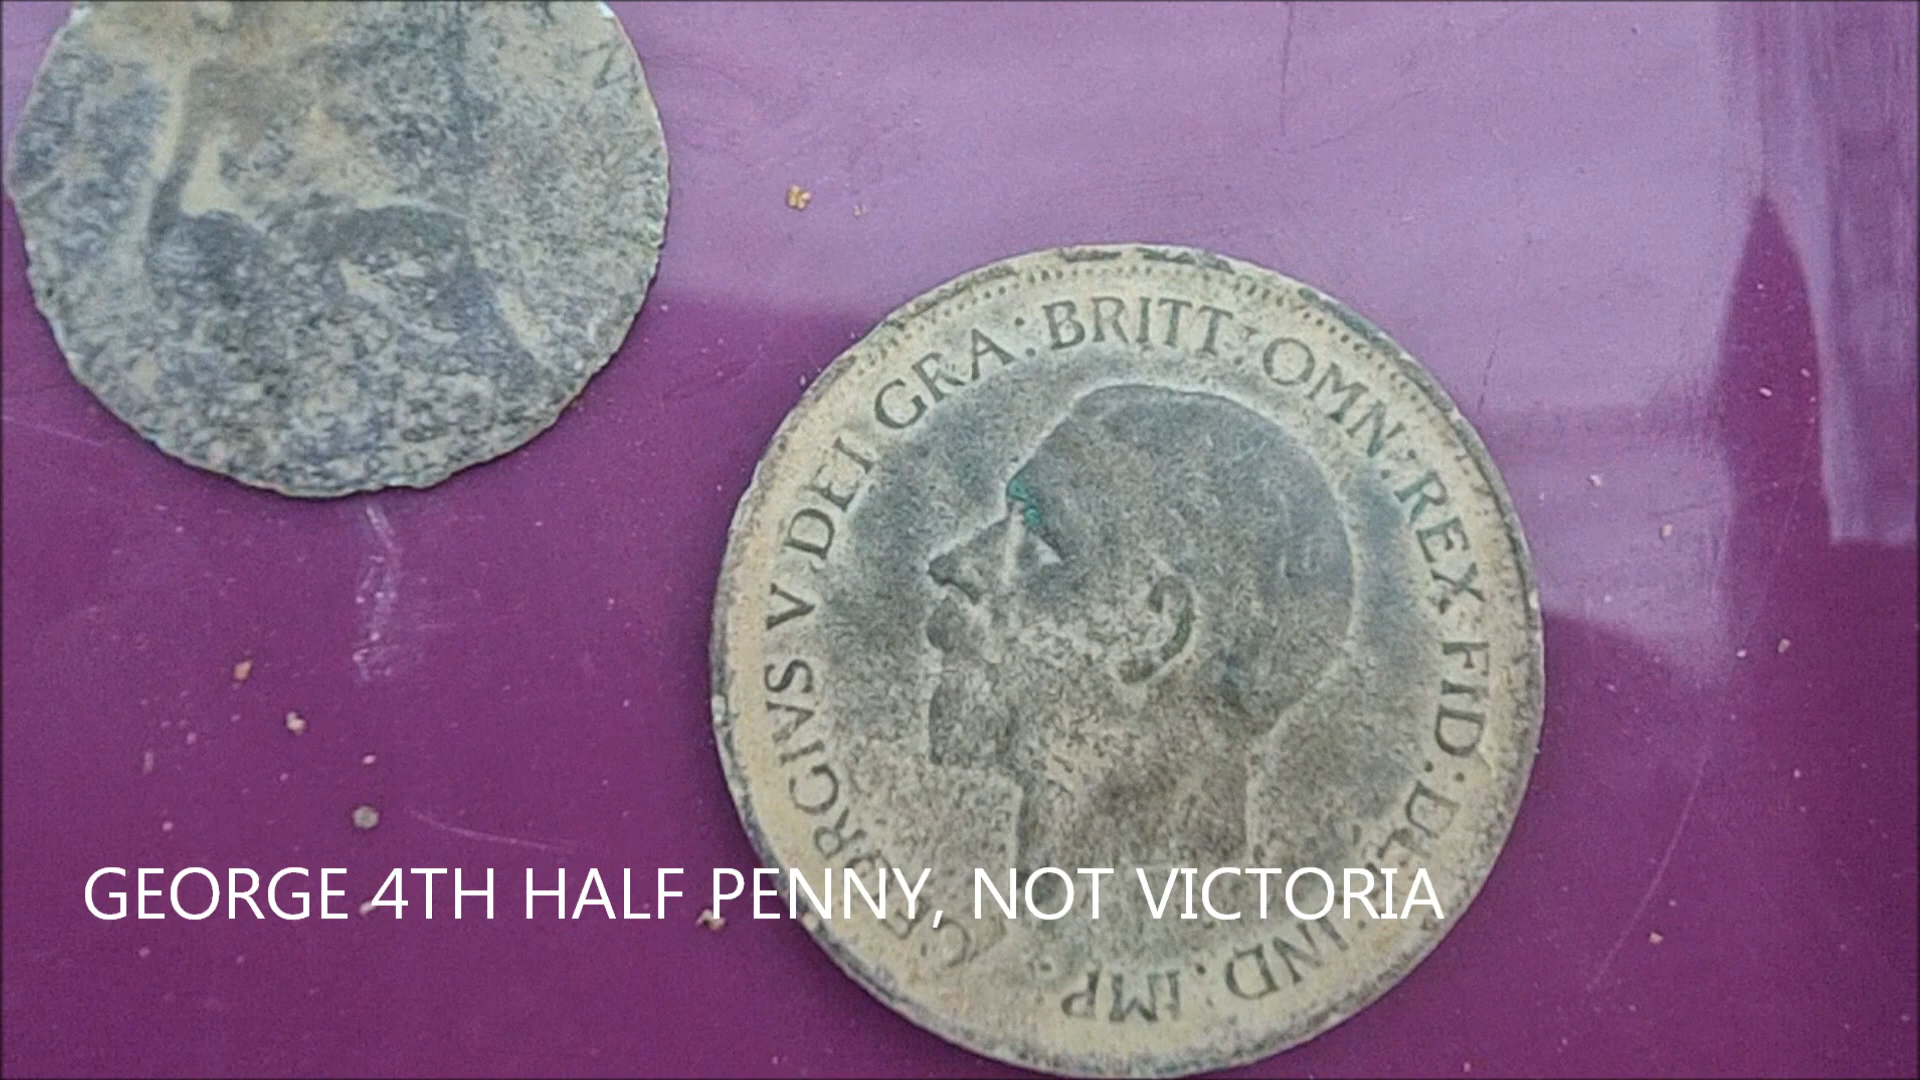 GEORGIVS V DEI GRA: BRITT: OMN: REX FID: DEF: IND: IMP:
GEORGE 4TH HALF PENNY, NOT VICTORIA